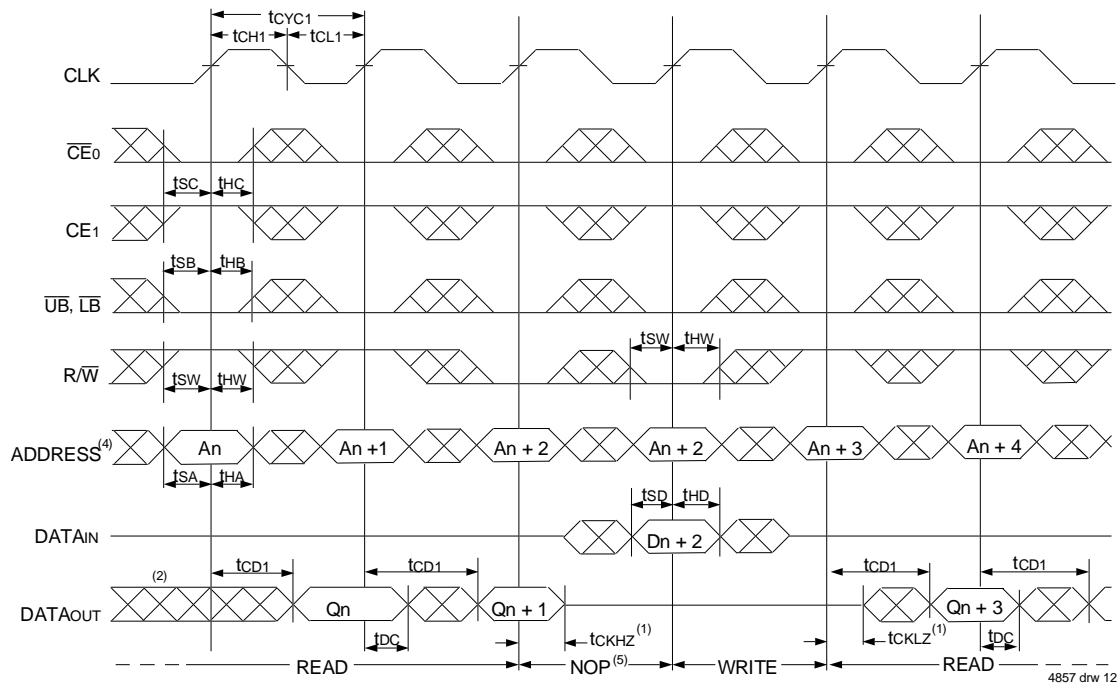 tCYC1
tCH1 tCL1
CLK
CE0
tSC tHC
CE1
tSB tHB
UB, LB
tSW tHW
R/W
tSW tHW
ADDRESS(4) An An +1 An + 2 An + 2 An + 3 An + 4
tSA tHA
tSD tHD
DATAIN Dn + 2
(2) tCD1 tCD1 tCD1 tCD1
DATAOUT Qn Qn + 1 Qn + 3
tDC tCKHZ(1) tCKLZ(1) tDC
READ NOP(5) WRITE READ
4857 drw 12